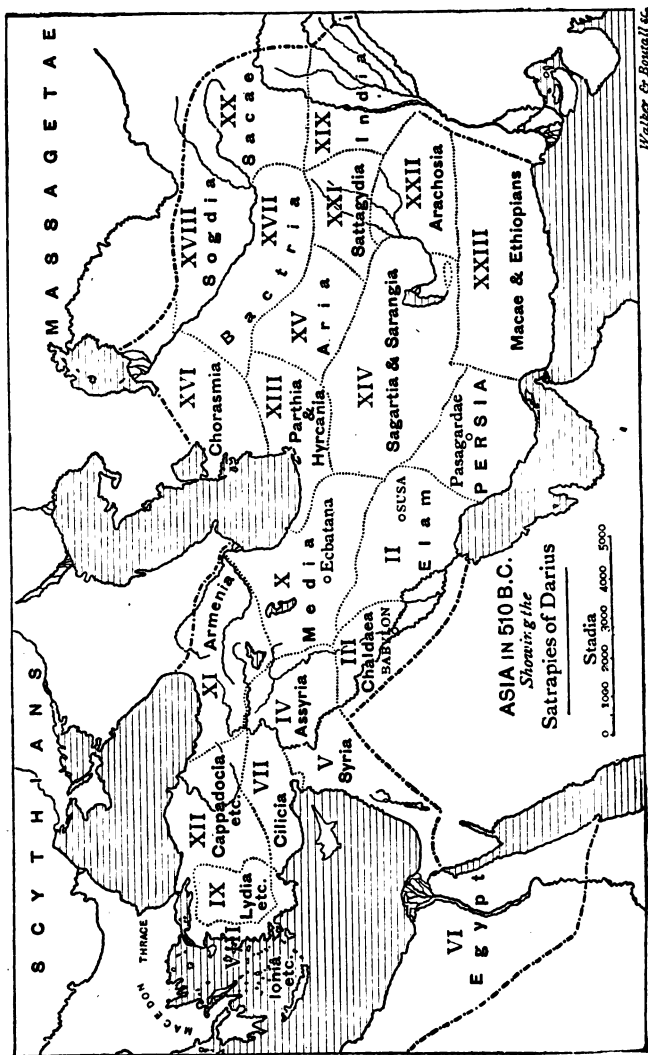 MASSAGETAE
SCYTHIANS
XX
Sacae
XVIII
Sogdia
XIX
India
XVII
Bactria
XXI
Sattagydia
XXII
Arachosia
XVI
Chorasmia
XV
Aria
XIII
Parthia
&
Hyrcania
XIV
Sagartia & Sarangia
XXIII
Macae & Ethiopians
Pasagardae
PERSIA
XI
Armenia
X
Media
Ecbatana
II
SUSA
Elam
III
Chaldaea
BABYLON
IV
Assyria
V
Syria
XII
Cappadocia
etc.
VII
Cilicia
IX
Lydia
etc.
VIII
Ionia
etc.
THRACE
MACEDON
VI
Egypt
ASIA IN 510 B.C.
Showing the
Satrapies of Darius
Stadia
0 1000 2000 3000 4000 5000
Walker & Boutall sc.